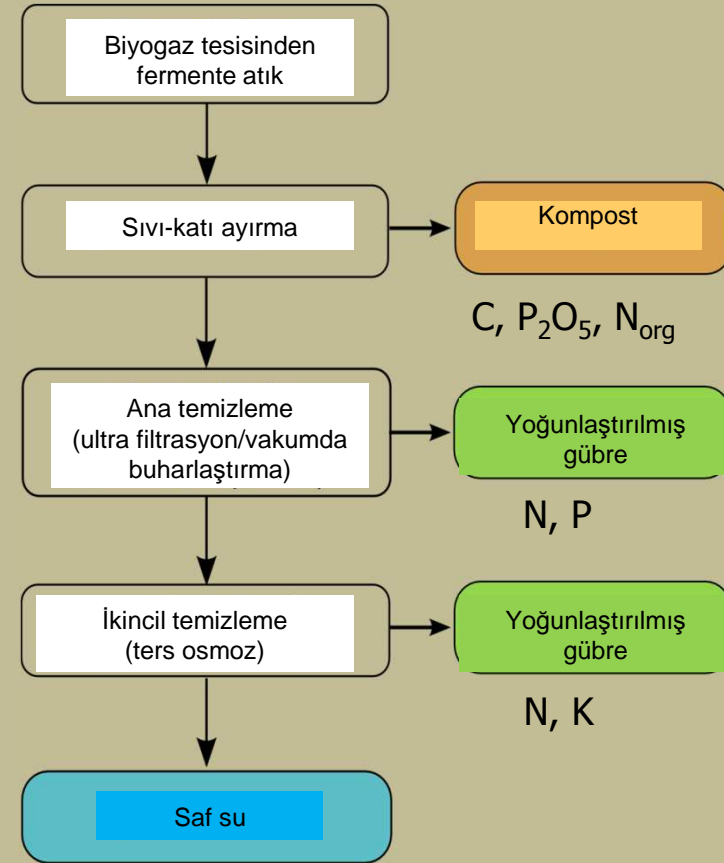 Biyogaz tesisinden
fermente atık
Sıvı-katı ayırma
Kompost
C, P₂O₅, Norg
Ana temizleme
(ultra filtrasyon/vakumda
buharlaştırma)
Yoğunlaştırılmış
gübre
N, P
İkincil temizleme
(ters osmoz)
Yoğunlaştırılmış
gübre
N, K
Saf su